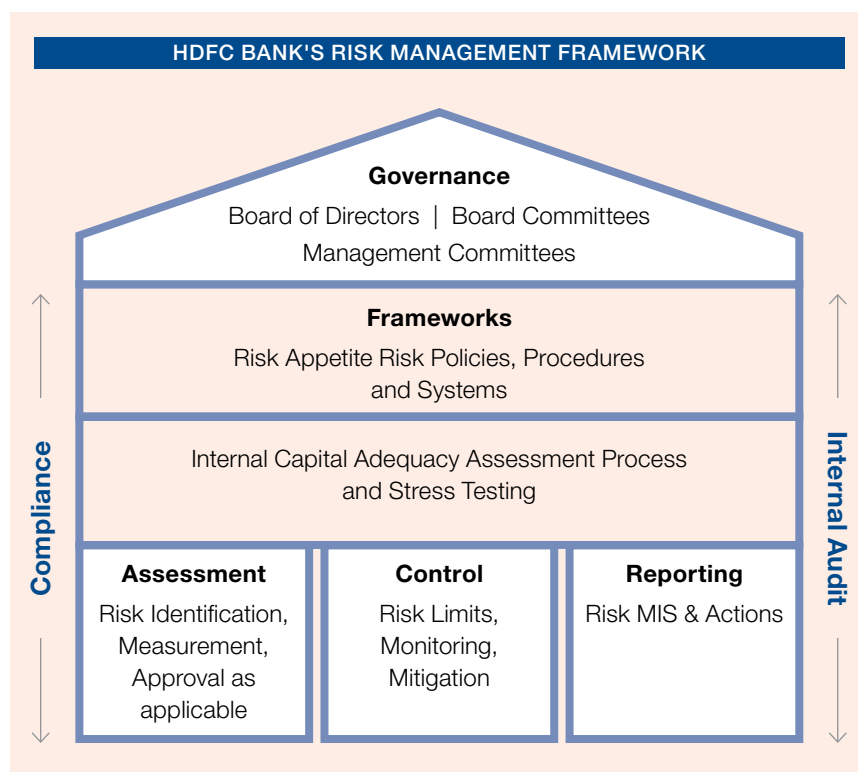 HDFC BANK'S RISK MANAGEMENT FRAMEWORK
Governance
Board of Directors | Board Committees
Management Committees
Frameworks
Risk Appetite Risk Policies, Procedures
and Systems
Internal Capital Adequacy Assessment Process
and Stress Testing
Compliance
Internal Audit
Assessment
Risk Identification,
Measurement,
Approval as
applicable
Control
Risk Limits,
Monitoring,
Mitigation
Reporting
Risk MIS & Actions